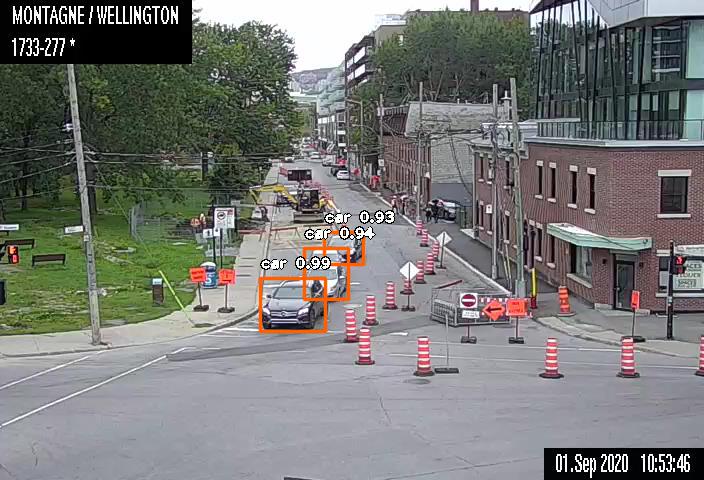 MONTAGNE / WELLINGTON
1733-277 *
car 0.93
car 0.94
car 0.99
01.Sep 2020 10:53:46